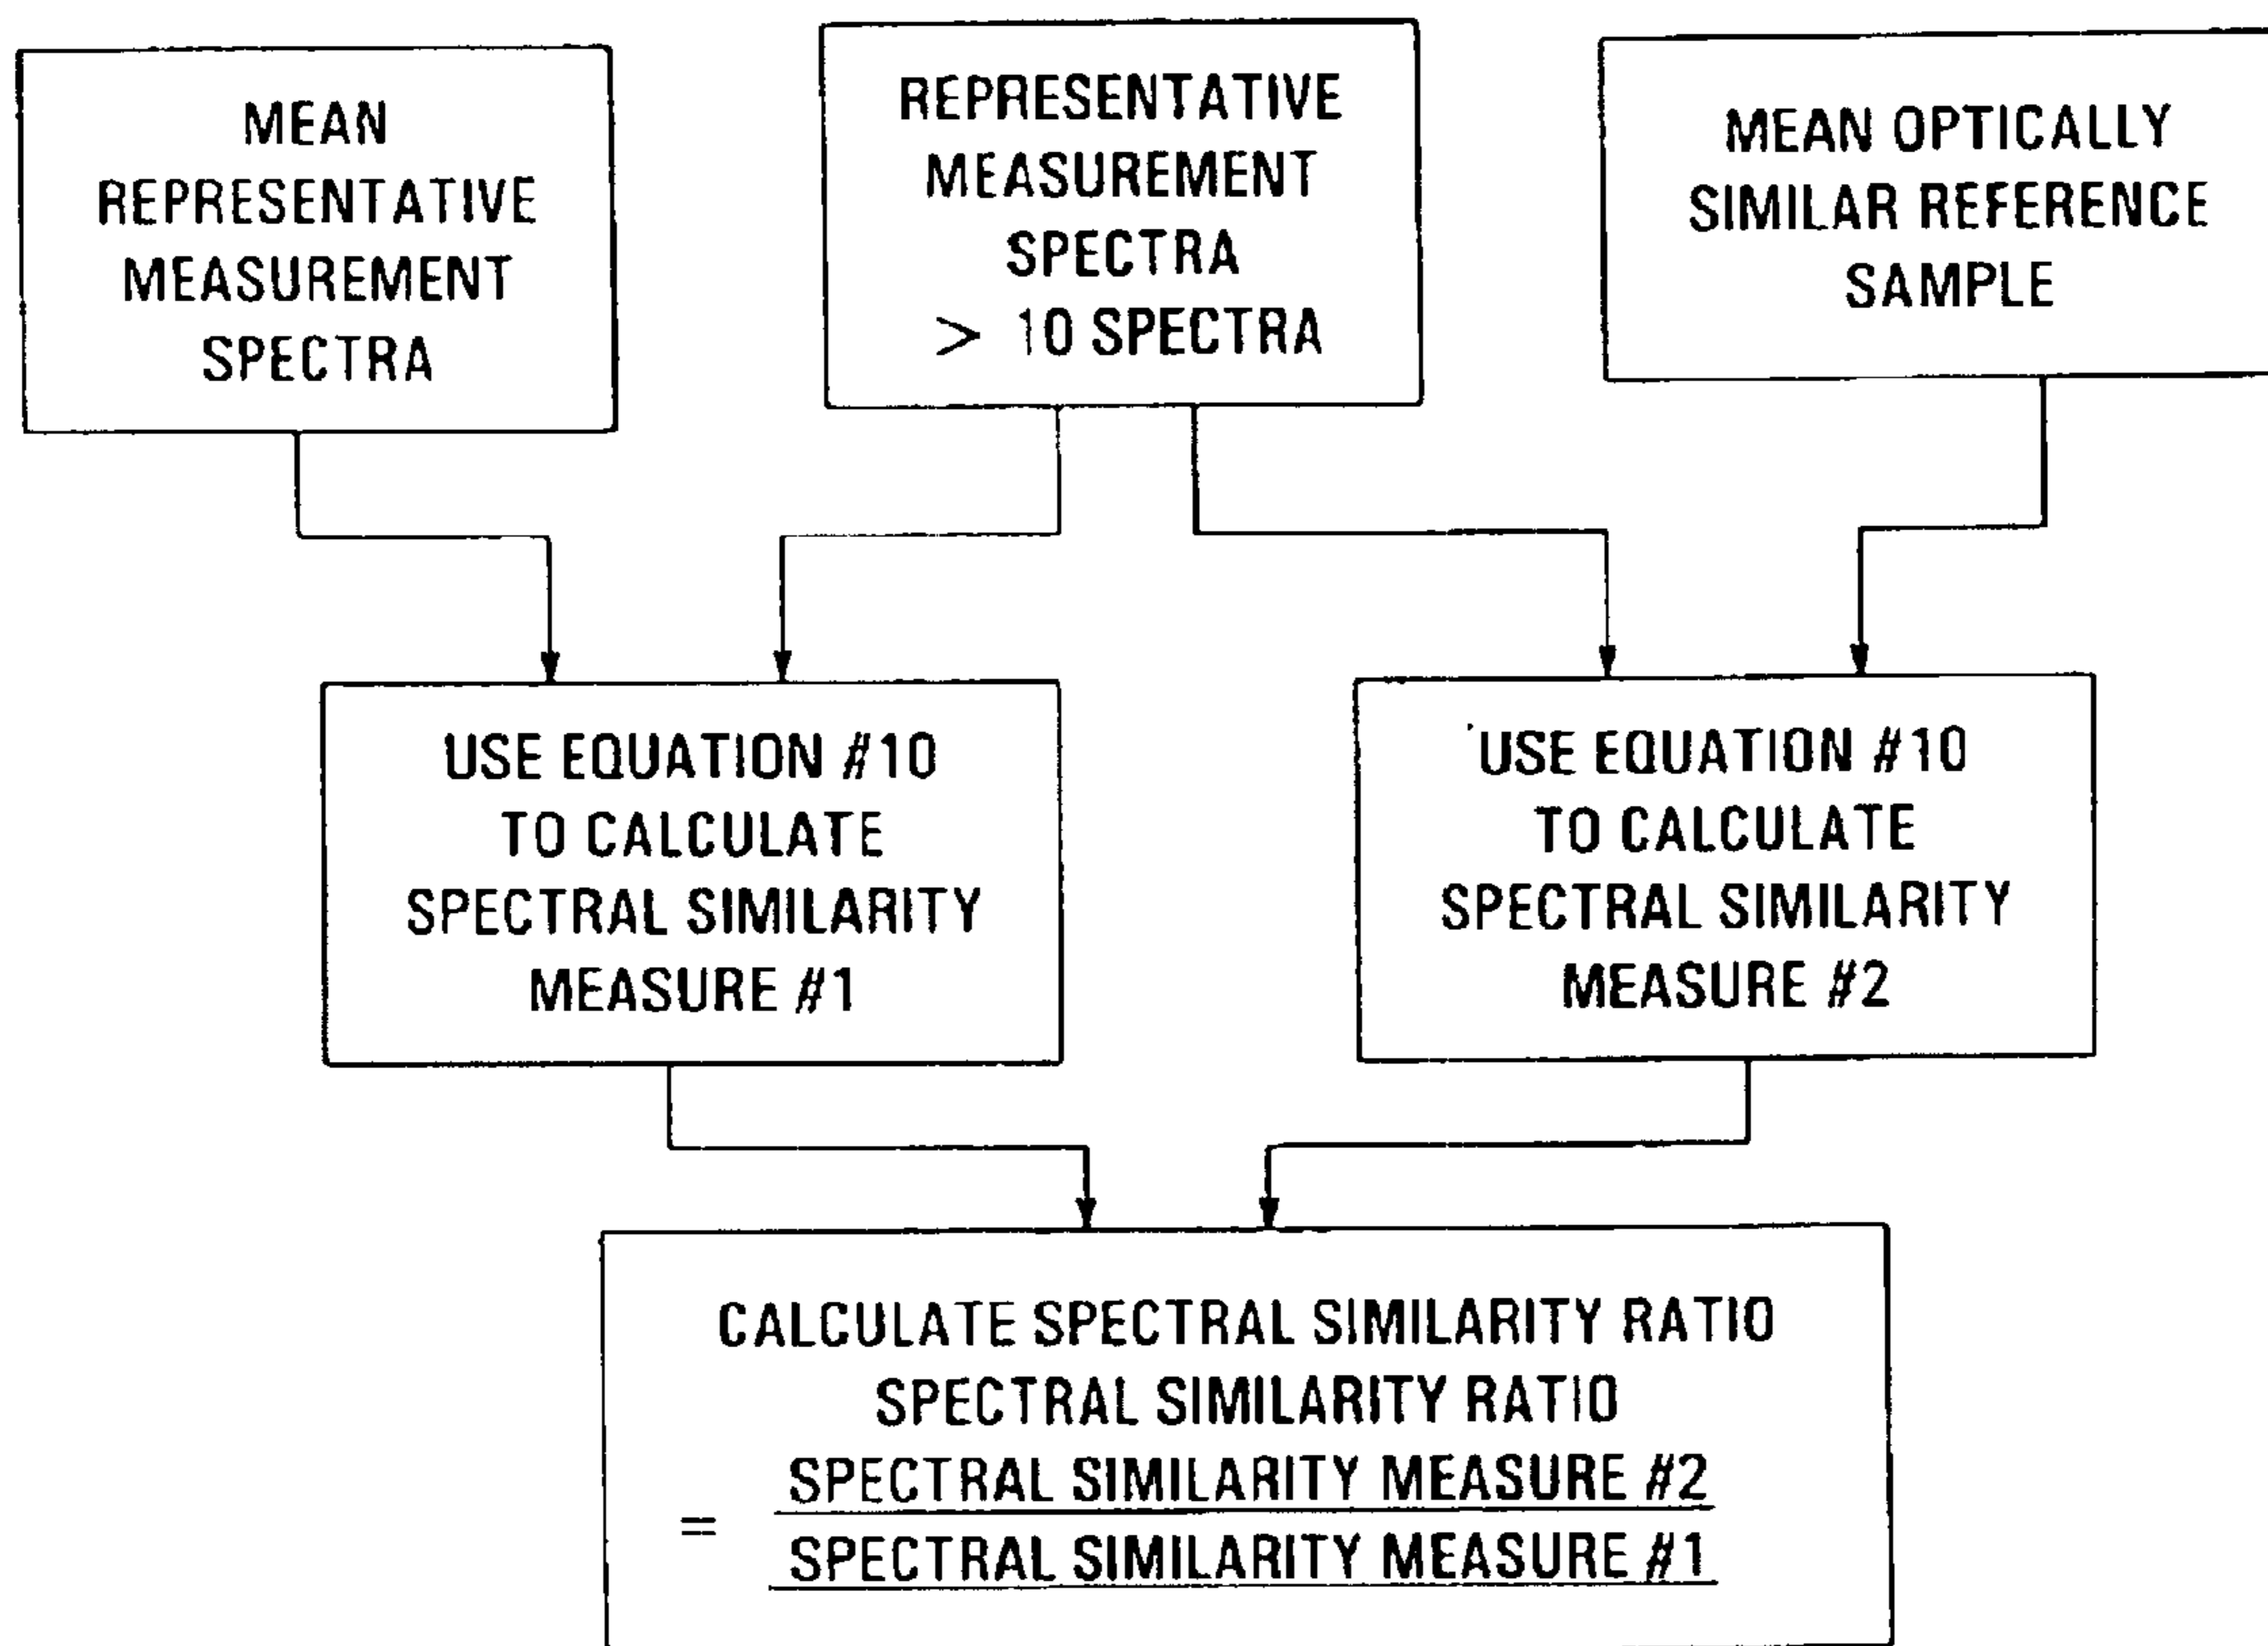 MEAN
REPRESENTATIVE
MEASUREMENT
SPECTRA
REPRESENTATIVE
MEASUREMENT
SPECTRA
> 10 SPECTRA
MEAN OPTICALLY
SIMILAR REFERENCE
SAMPLE
USE EQUATION #10
TO CALCULATE
SPECTRAL SIMILARITY
MEASURE #1
USE EQUATION #10
TO CALCULATE
SPECTRAL SIMILARITY
MEASURE #2
CALCULATE SPECTRAL SIMILARITY RATIO
SPECTRAL SIMILARITY RATIO
= SPECTRAL SIMILARITY MEASURE #2
SPECTRAL SIMILARITY MEASURE #1